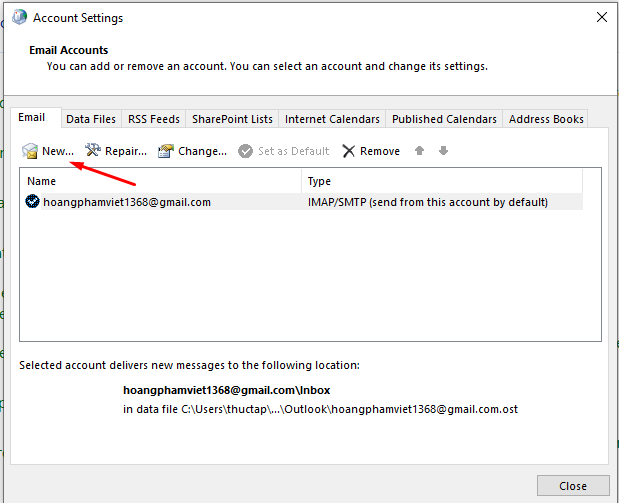 Account Settings
Email Accounts
You can add or remove an account. You can select an account and change its settings.
Email Data Files RSS Feeds SharePoint Lists Internet Calendars Published Calendars Address Books
New... Repair... Change... Set as Default Remove
Name Type
hoangphamviet1368@gmail.com IMAP/SMTP (send from this account by default)
Selected account delivers new messages to the following location:
hoangphamviet1368@gmail.com\Inbox
in data file C:\Users\thuctap\...\Outlook\hoangphamviet1368@gmail.com.ost
Close